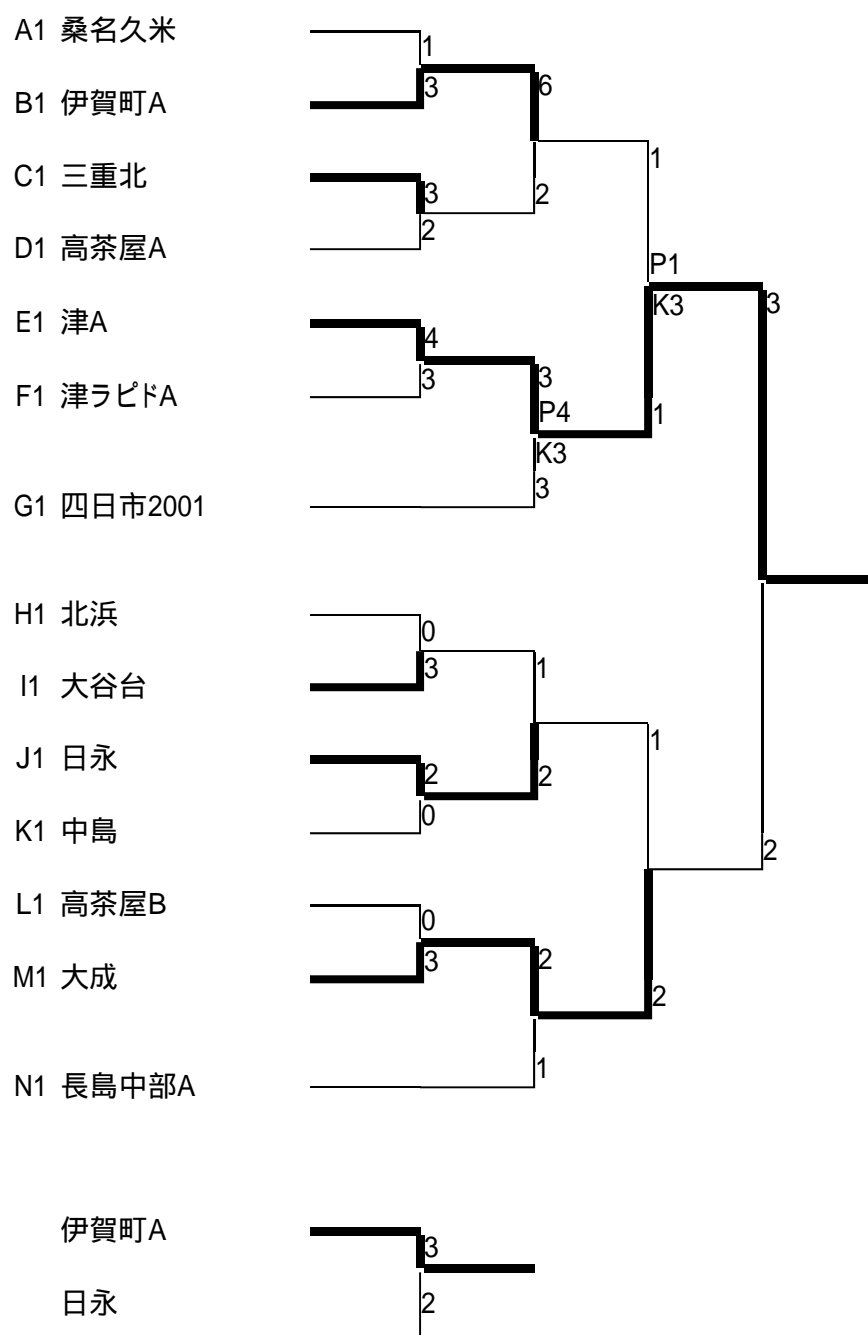 A1 桑名久米
1
3
6
B1 伊賀町A
1
C1 三重北
3
2
2
D1 高茶屋A
P1
K3
3
E1 津A
4
3
3
F1 津ラピドA
P4
1
K3
3
G1 四日市2001
H1 北浜
0
3
1
I1 大谷台
1
J1 日永
2
2
0
K1 中島
2
L1 高茶屋B
0
3
2
M1 大成
2
1
N1 長島中部A
伊賀町A
3
日永
2